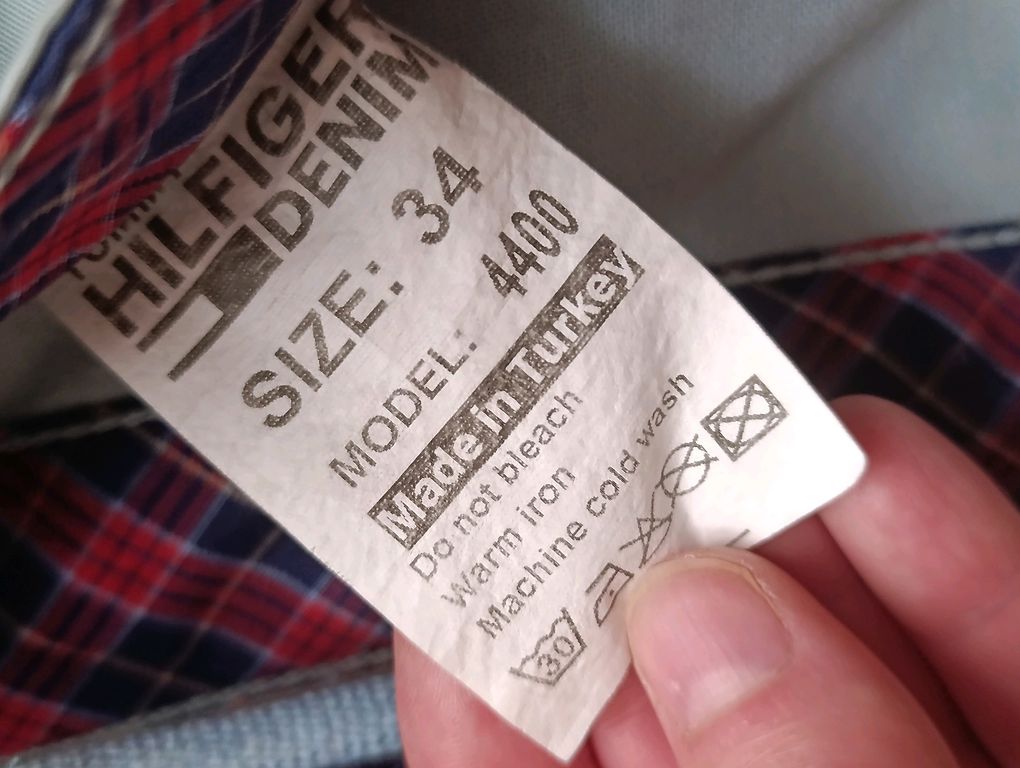 HILFIGER
DENIM
SIZE: 34
MODEL: 4400
Made in Turkey
Do not bleach
Warm iron
Machine cold wash
30